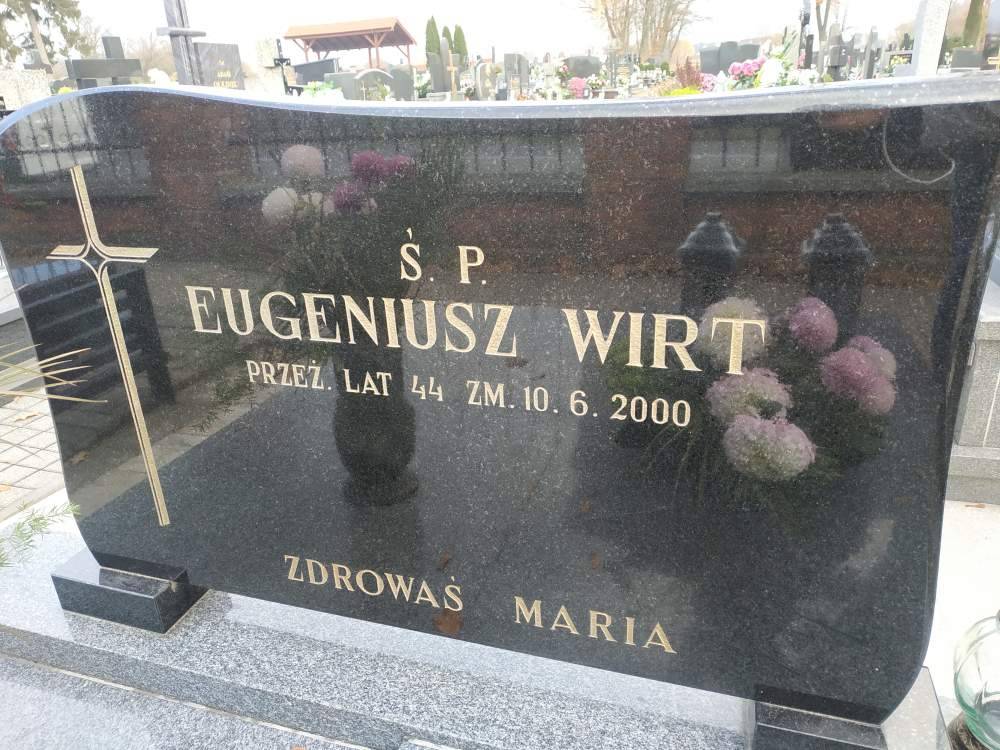 Ś. P.
EUGENIUSZ WIRT
PRZEŻ. LAT 44 ZM. 10. 6. 2000
ZDROWAŚ MARIA